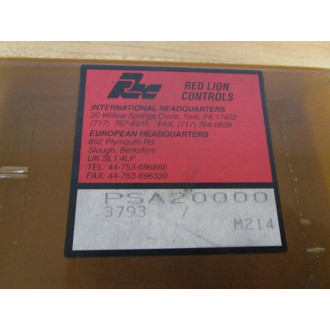 RED LION
CONTROLS
INTERNATIONAL HEADQUARTERS
20 Willow Springs Circle, York, PA 17402
(717) 767-6511 FAX: (717) 764-0839
EUROPEAN HEADQUARTERS
892 Plymouth Rd.
Slough, Berkshire
UK SL1 4LP
TEL: 44-753-696888
FAX: 44-753-696339
PSA20000
3793 /
M214